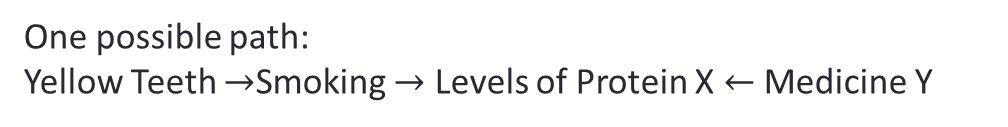 One possible path:
Yellow Teeth →Smoking → Levels of Protein X ← Medicine Y